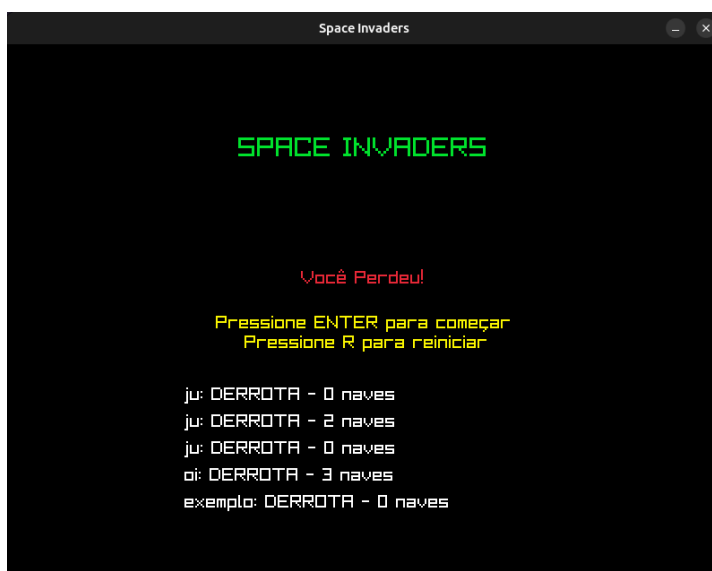 Space Invaders
SPACE INVADERS
Você Perdeu!
Pressione ENTER para começar
Pressione R para reiniciar
ju: DERROTA - 0 naves
ju: DERROTA - 2 naves
ju: DERROTA - 0 naves
oi: DERROTA - 3 naves
exemplo: DERROTA - 0 naves